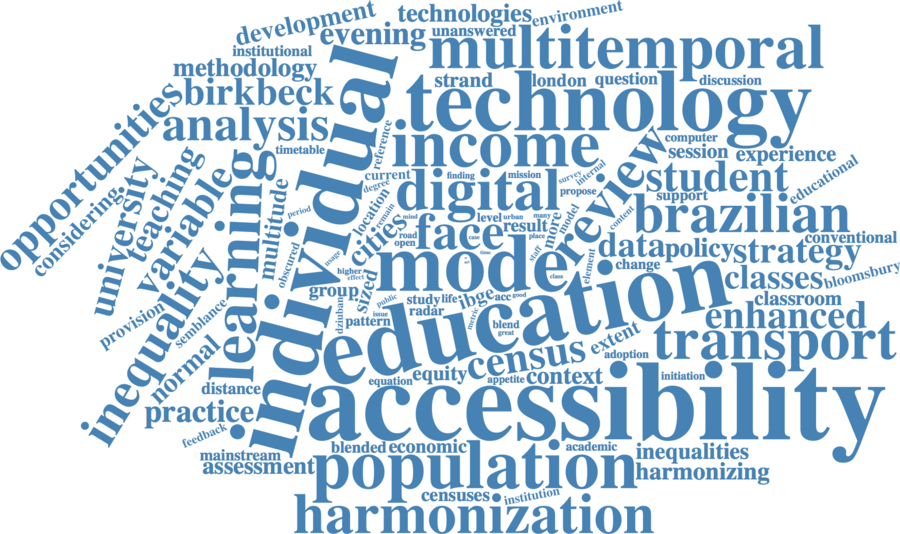 development
technologies
environment
evening
unanswered
multitemporal
institutional
methodology
strand
london
question
discussion
birkbeck
technology
opportunities
analysis
individual
timetable
reference
income
review
computer
session
experience
current
degree
finding
mission
survey
internal
propose
student
support
educational
considering
university
teaching
variable
learning
multitude
period
location
remain
digital
level
urban
many
model
content
brazilian
cities
mind
road
open
face
case
result
place
more
staff
data
policy
strategy
conventional
obscured
usage
higher
effect
mode
time
class
element
change
classes
bloomsbury
inequality
provision
semblance
normal
group
sized
public
issue
pattern
dziuban
study
life
radar
ibge
metric
acc
good
blend
great
education
extent
adoption
classroom
enhanced
transport
distance
practice
feedback
equation
equity
appetite
census
context
initiation
accessibility
mainstream
assessment
blended
economic
academic
inequalities
population
harmonizing
censuses
institution
harmonization